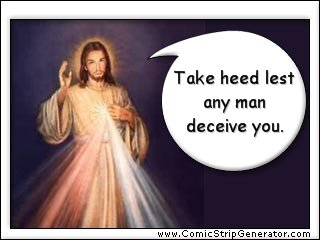 Take heed lest
any man
deceive you.
www.ComicStripGenerator.com